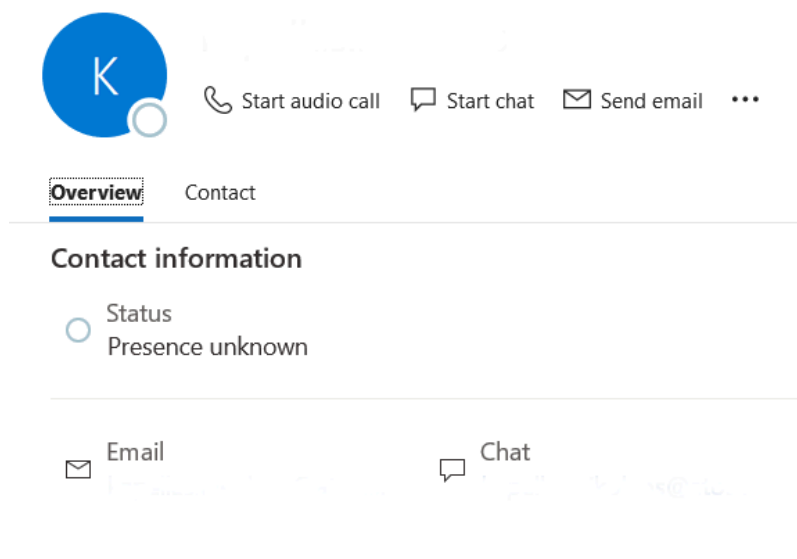 K
Start audio call Start chat Send email
Overview Contact
Contact information
Status
Presence unknown
Email Chat